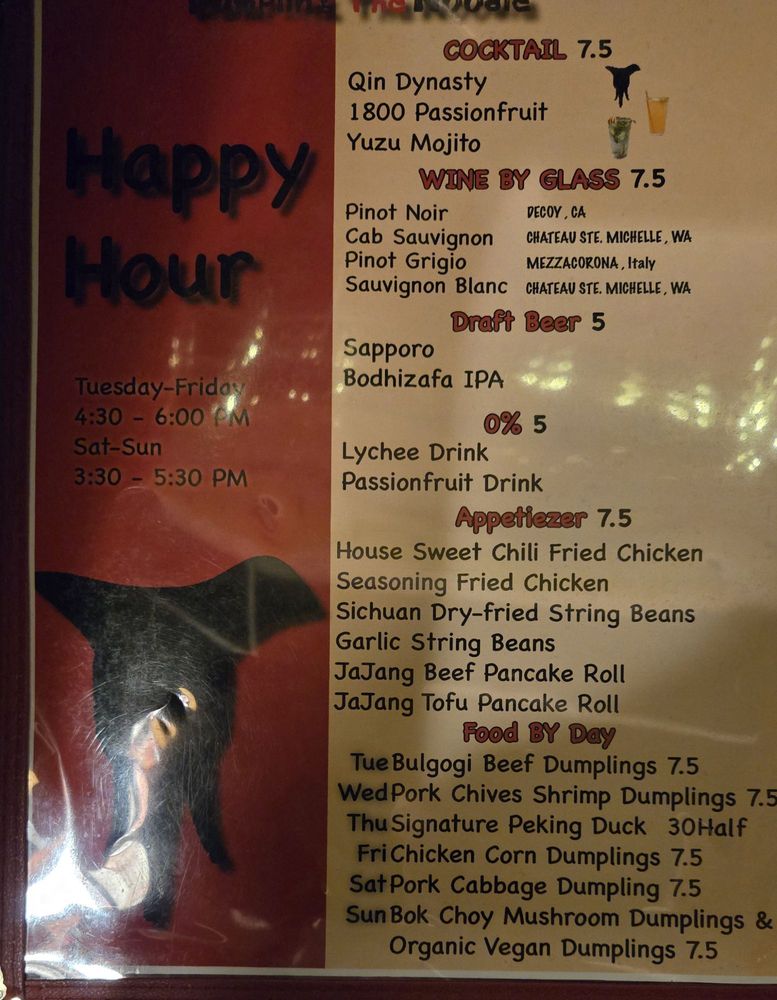 Happy
Hour
Tuesday-Friday
4:30 - 6:00 PM
Sat-Sun
3:30 - 5:30 PM
COCKTAIL 7.5
Qin Dynasty
1800 Passionfruit
Yuzu Mojito
WINE BY GLASS 7.5
Pinot Noir DECOY, CA
Cab Sauvignon CHATEAU STE. MICHELLE, WA
Pinot Grigio MEZZACORONA, Italy
Sauvignon Blanc CHATEAU STE. MICHELLE, WA
Draft Beer 5
Sapporo
Bodhizafa IPA
0% 5
Lychee Drink
Passionfruit Drink
Appetiezer 7.5
House Sweet Chili Fried Chicken
Seasoning Fried Chicken
Sichuan Dry-fried String Beans
Garlic String Beans
JaJang Beef Pancake Roll
JaJang Tofu Pancake Roll
Food BY Day
Tue Bulgogi Beef Dumplings 7.5
Wed Pork Chives Shrimp Dumplings 7.5
Thu Signature Peking Duck 30Half
Fri Chicken Corn Dumplings 7.5
Sat Pork Cabbage Dumpling 7.5
Sun Bok Choy Mushroom Dumplings &
Organic Vegan Dumplings 7.5